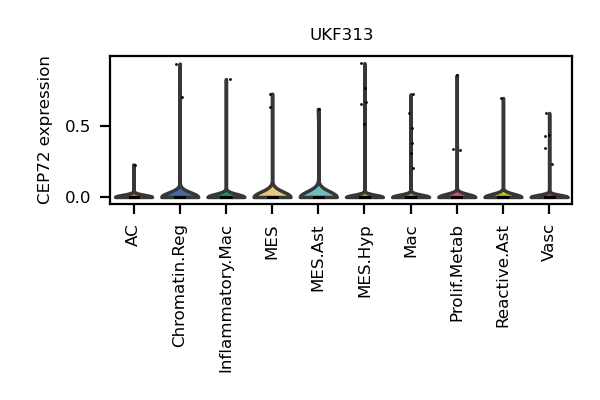 UKF313
CEP72 expression
0.5
0.0
AC
Chromatin.Reg
Inflammatory.Mac
MES
MES.Ast
MES.Hyp
Mac
Prolif.Metab
Reactive.Ast
Vasc